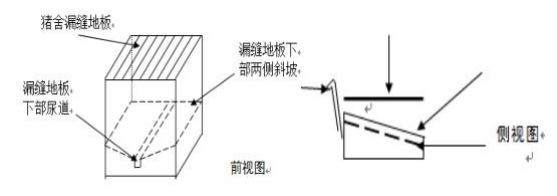 猪舍漏缝地板。
漏缝地板下,
部两侧斜坡。
漏缝地板,
下部尿道。
前视图
侧视图